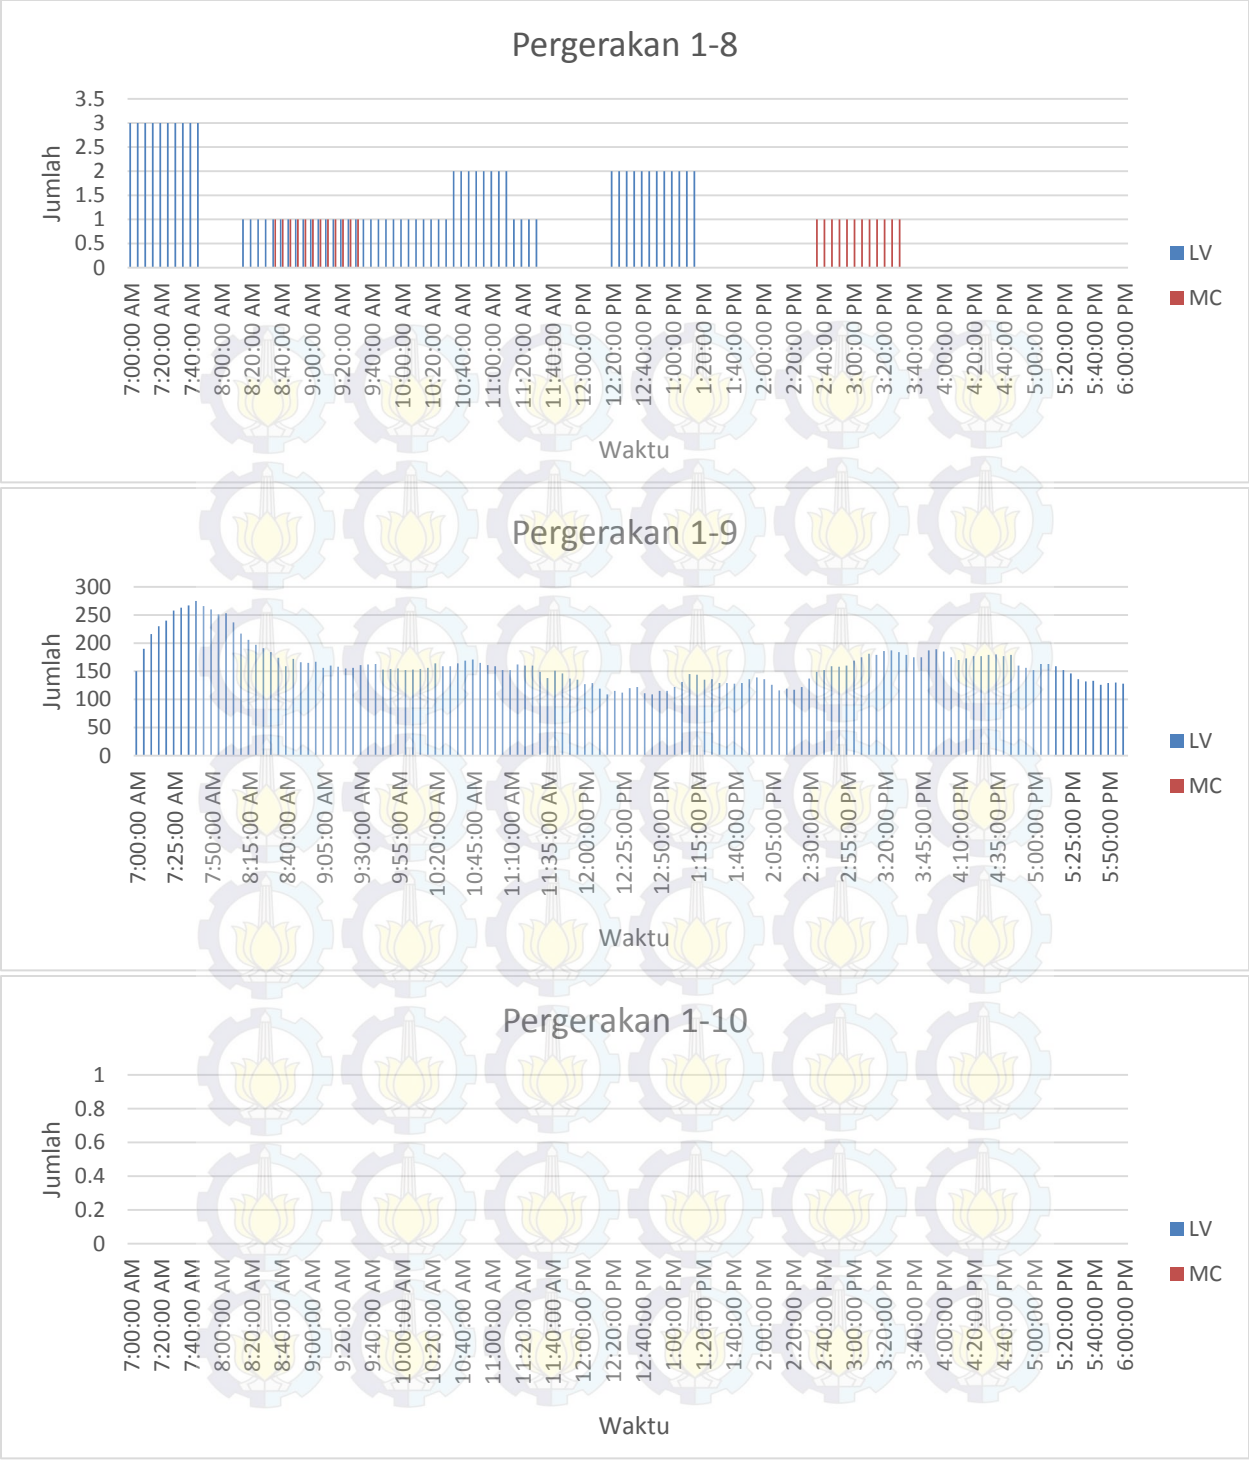 Pergerakan 1-8
3.5
3
2.5
2
1.5
1
0.5
0
Jumlah
7:00:00 AM
7:20:00 AM
7:40:00 AM
8:00:00 AM
8:20:00 AM
8:40:00 AM
9:00:00 AM
9:20:00 AM
9:40:00 AM
10:00:00 AM
10:20:00 AM
10:40:00 AM
11:00:00 AM
11:20:00 AM
11:40:00 AM
12:00:00 PM
12:20:00 PM
12:40:00 PM
1:00:00 PM
1:20:00 PM
1:40:00 PM
2:00:00 PM
2:20:00 PM
2:40:00 PM
3:00:00 PM
3:20:00 PM
3:40:00 PM
4:00:00 PM
4:20:00 PM
4:40:00 PM
5:00:00 PM
5:20:00 PM
5:40:00 PM
6:00:00 PM
Waktu
LV
MC
Pergerakan 1-9
300
250
200
150
100
50
0
Jumlah
7:00:00 AM
7:25:00 AM
7:50:00 AM
8:15:00 AM
8:40:00 AM
9:05:00 AM
9:30:00 AM
9:55:00 AM
10:20:00 AM
10:45:00 AM
11:10:00 AM
11:35:00 AM
12:00:00 PM
12:25:00 PM
12:50:00 PM
1:15:00 PM
1:40:00 PM
2:05:00 PM
2:30:00 PM
2:55:00 PM
3:20:00 PM
3:45:00 PM
4:10:00 PM
4:35:00 PM
5:00:00 PM
5:25:00 PM
5:50:00 PM
Waktu
LV
MC
Pergerakan 1-10
1
0.8
0.6
0.4
0.2
0
Jumlah
7:00:00 AM
7:20:00 AM
7:40:00 AM
8:00:00 AM
8:20:00 AM
8:40:00 AM
9:00:00 AM
9:20:00 AM
9:40:00 AM
10:00:00 AM
10:20:00 AM
10:40:00 AM
11:00:00 AM
11:20:00 AM
11:40:00 AM
12:00:00 PM
12:20:00 PM
12:40:00 PM
1:00:00 PM
1:20:00 PM
1:40:00 PM
2:00:00 PM
2:20:00 PM
2:40:00 PM
3:00:00 PM
3:20:00 PM
3:40:00 PM
4:00:00 PM
4:20:00 PM
4:40:00 PM
5:00:00 PM
5:20:00 PM
5:40:00 PM
6:00:00 PM
Waktu
LV
MC